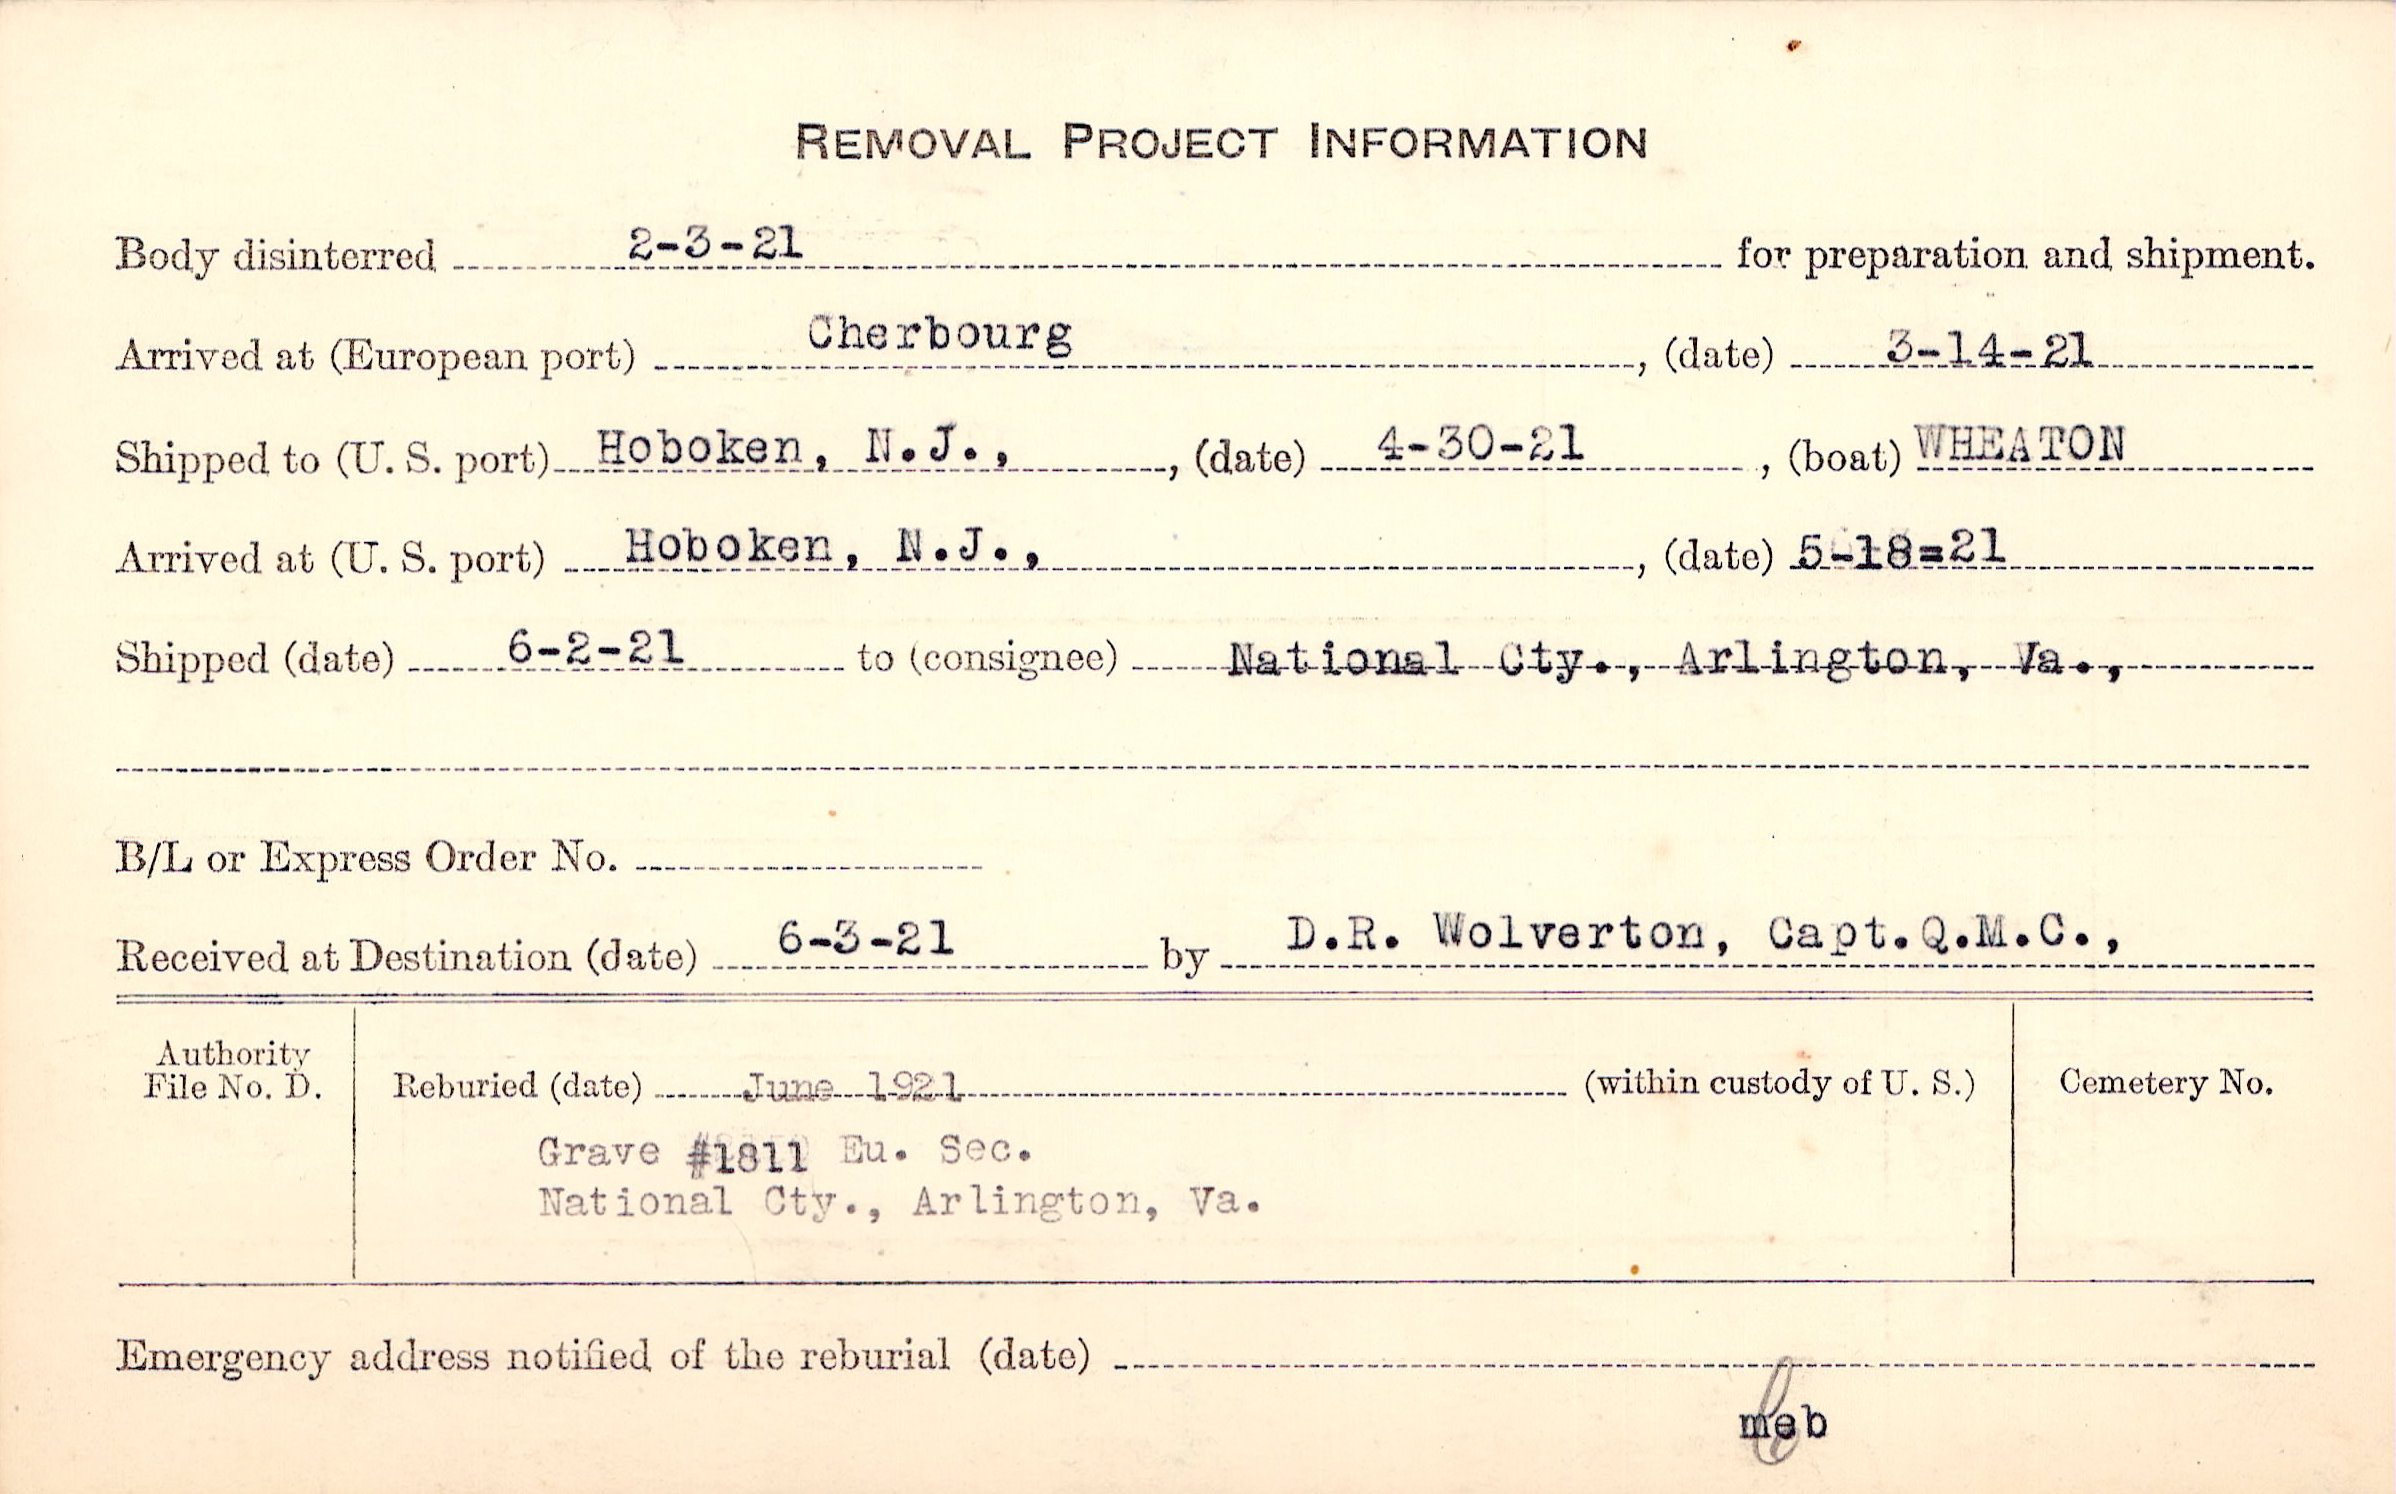 REMOVAL PROJECT INFORMATION
Body disinterred 2-3-21 for preparation and shipment.
Arrived at (European port) Cherbourg, (date) 3-14-21
Shipped to (U. S. port) Hoboken, N.J., , (date) 4-30-21, (boat) WHEATON
Arrived at (U. S. port) Hoboken, N.J., , (date) 5-18=21
Shipped (date) 6-2-21 to (consignee) National Cty., Arlington, Va.,
B/L or Express Order No.
Received at Destination (date) 6-3-21 by D.R. Wolverton, Capt.Q.M.C.,
Authority
File No. D.
Reburied (date) June 1921 (within custody of U. S.)
Cemetery No.
Grave #1811 Eu. Sec.
National Cty., Arlington, Va.
Emergency address notified of the reburial (date)
meb